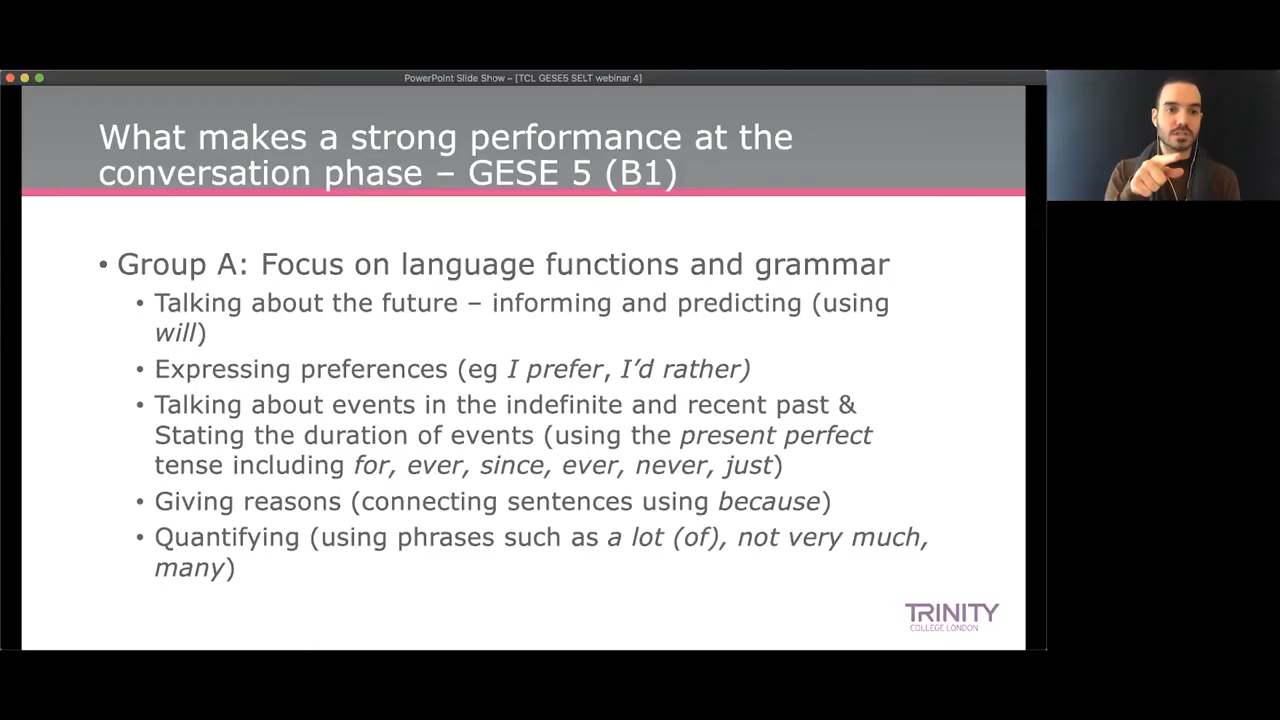 PowerPoint Slide Show – [TCL GESE5 SELT webinar 4]
What makes a strong performance at the
conversation phase – GESE 5 (B1)
• Group A: Focus on language functions and grammar
• Talking about the future – informing and predicting (using
will)
• Expressing preferences (eg I prefer, I’d rather)
• Talking about events in the indefinite and recent past &
Stating the duration of events (using the present perfect
tense including for, ever, since, ever, never, just)
• Giving reasons (connecting sentences using because)
• Quantifying (using phrases such as a lot (of), not very much,
many)
TRINITY
COLLEGE LONDON